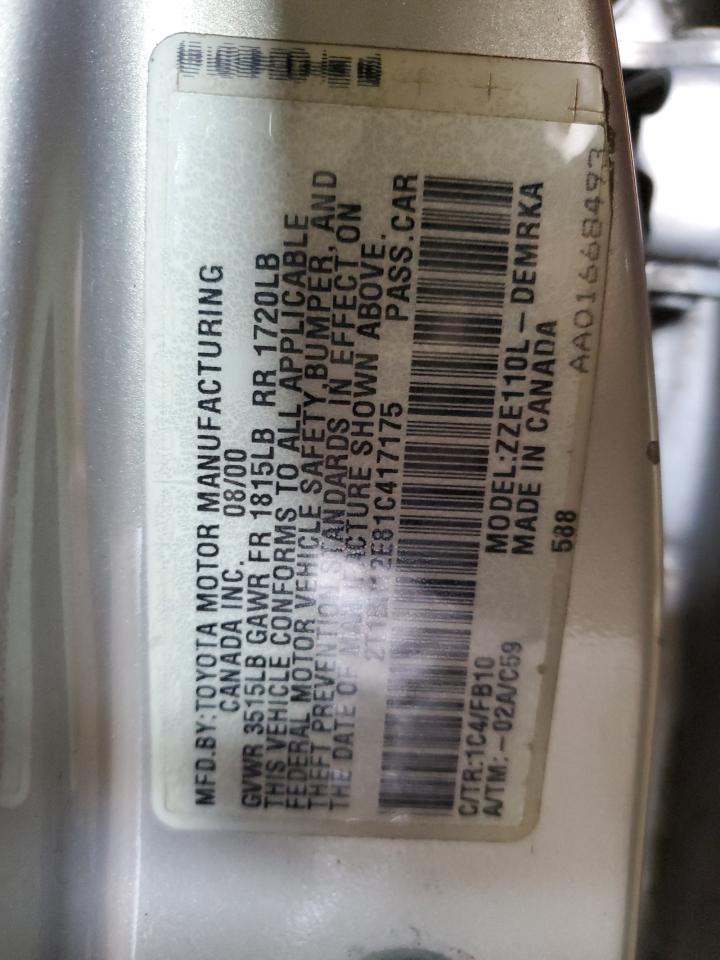 MFD.BY:TOYOTA MOTOR MANUFACTURING
CANADA INC. 08/00
GVWR 3515LB GAWR FR 1815LB RR 1720LB
THIS VEHICLE CONFORMS TO ALL APPLICABLE
FEDERAL MOTOR VEHICLE SAFETY, BUMPER, AND
THEFT PREVENTION STANDARDS IN EFFECT ON
THE DATE OF MANUFACTURE SHOWN ABOVE.
PASS.CAR
C/TR:1C4/FB10 MODEL:ZZE110L-DEMRKA
A/TM:-02A/C59 MADE IN CANADA
588 AA01668493